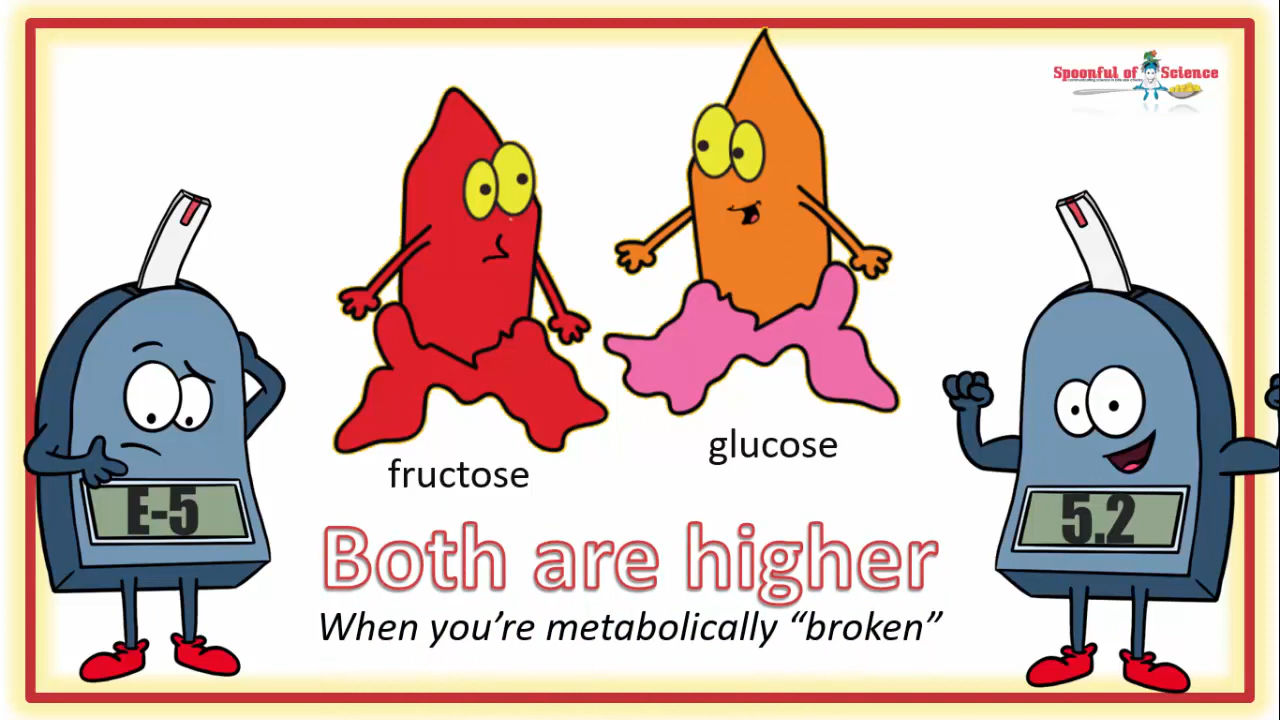 Spoonful of Science
fructose
glucose
E-5
5.2
Both are higher
When you're metabolically “broken”